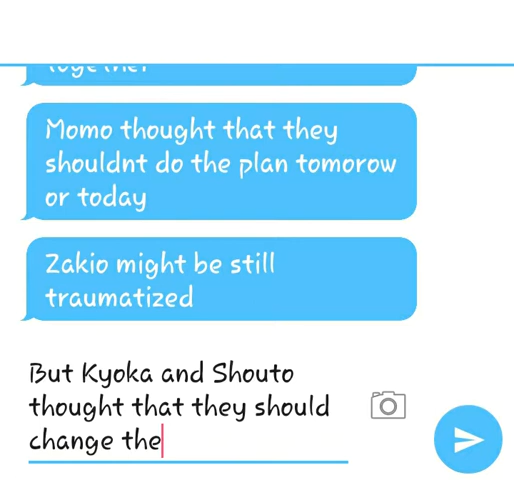 together
Momo thought that they
shouldnt do the plan tomorow
or today
Zakio might be still
traumatized
But Kyoka and Shouto
thought that they should
change the